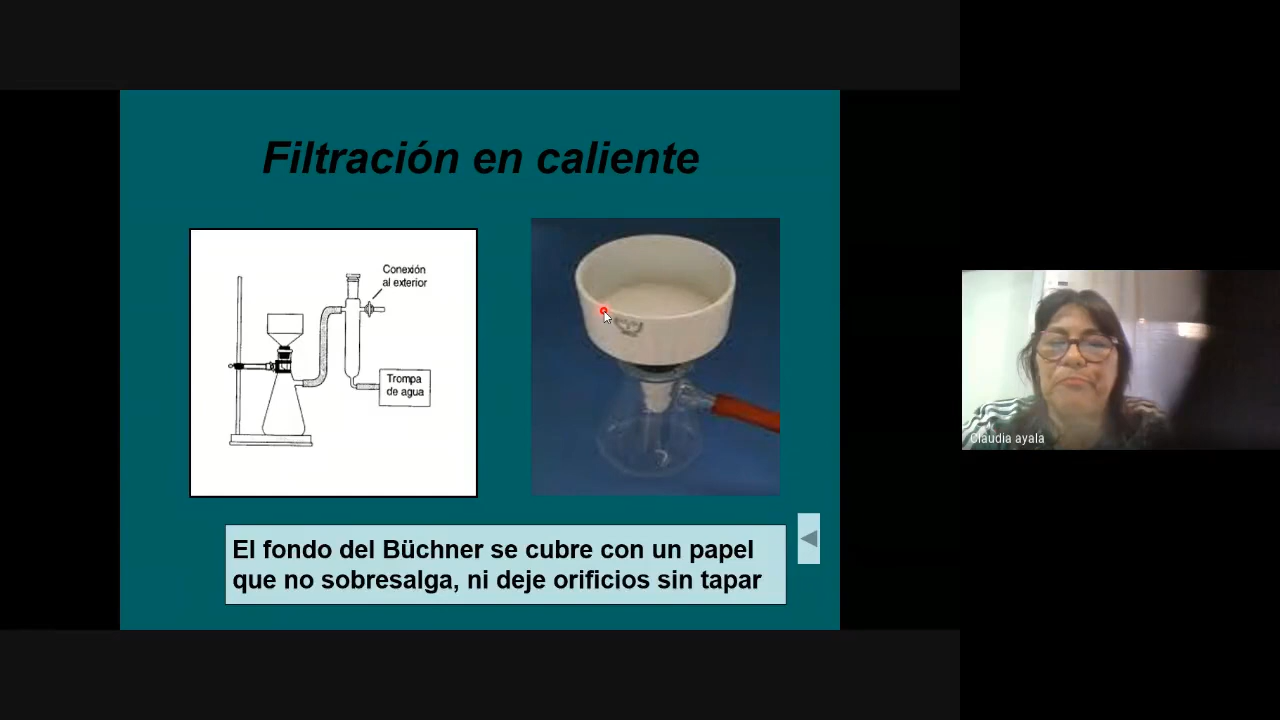 Filtración en caliente
Conexión
al exterior
Trompa
de agua
El fondo del Büchner se cubre con un papel
que no sobresalga, ni deje orificios sin tapar
Claudia ayala